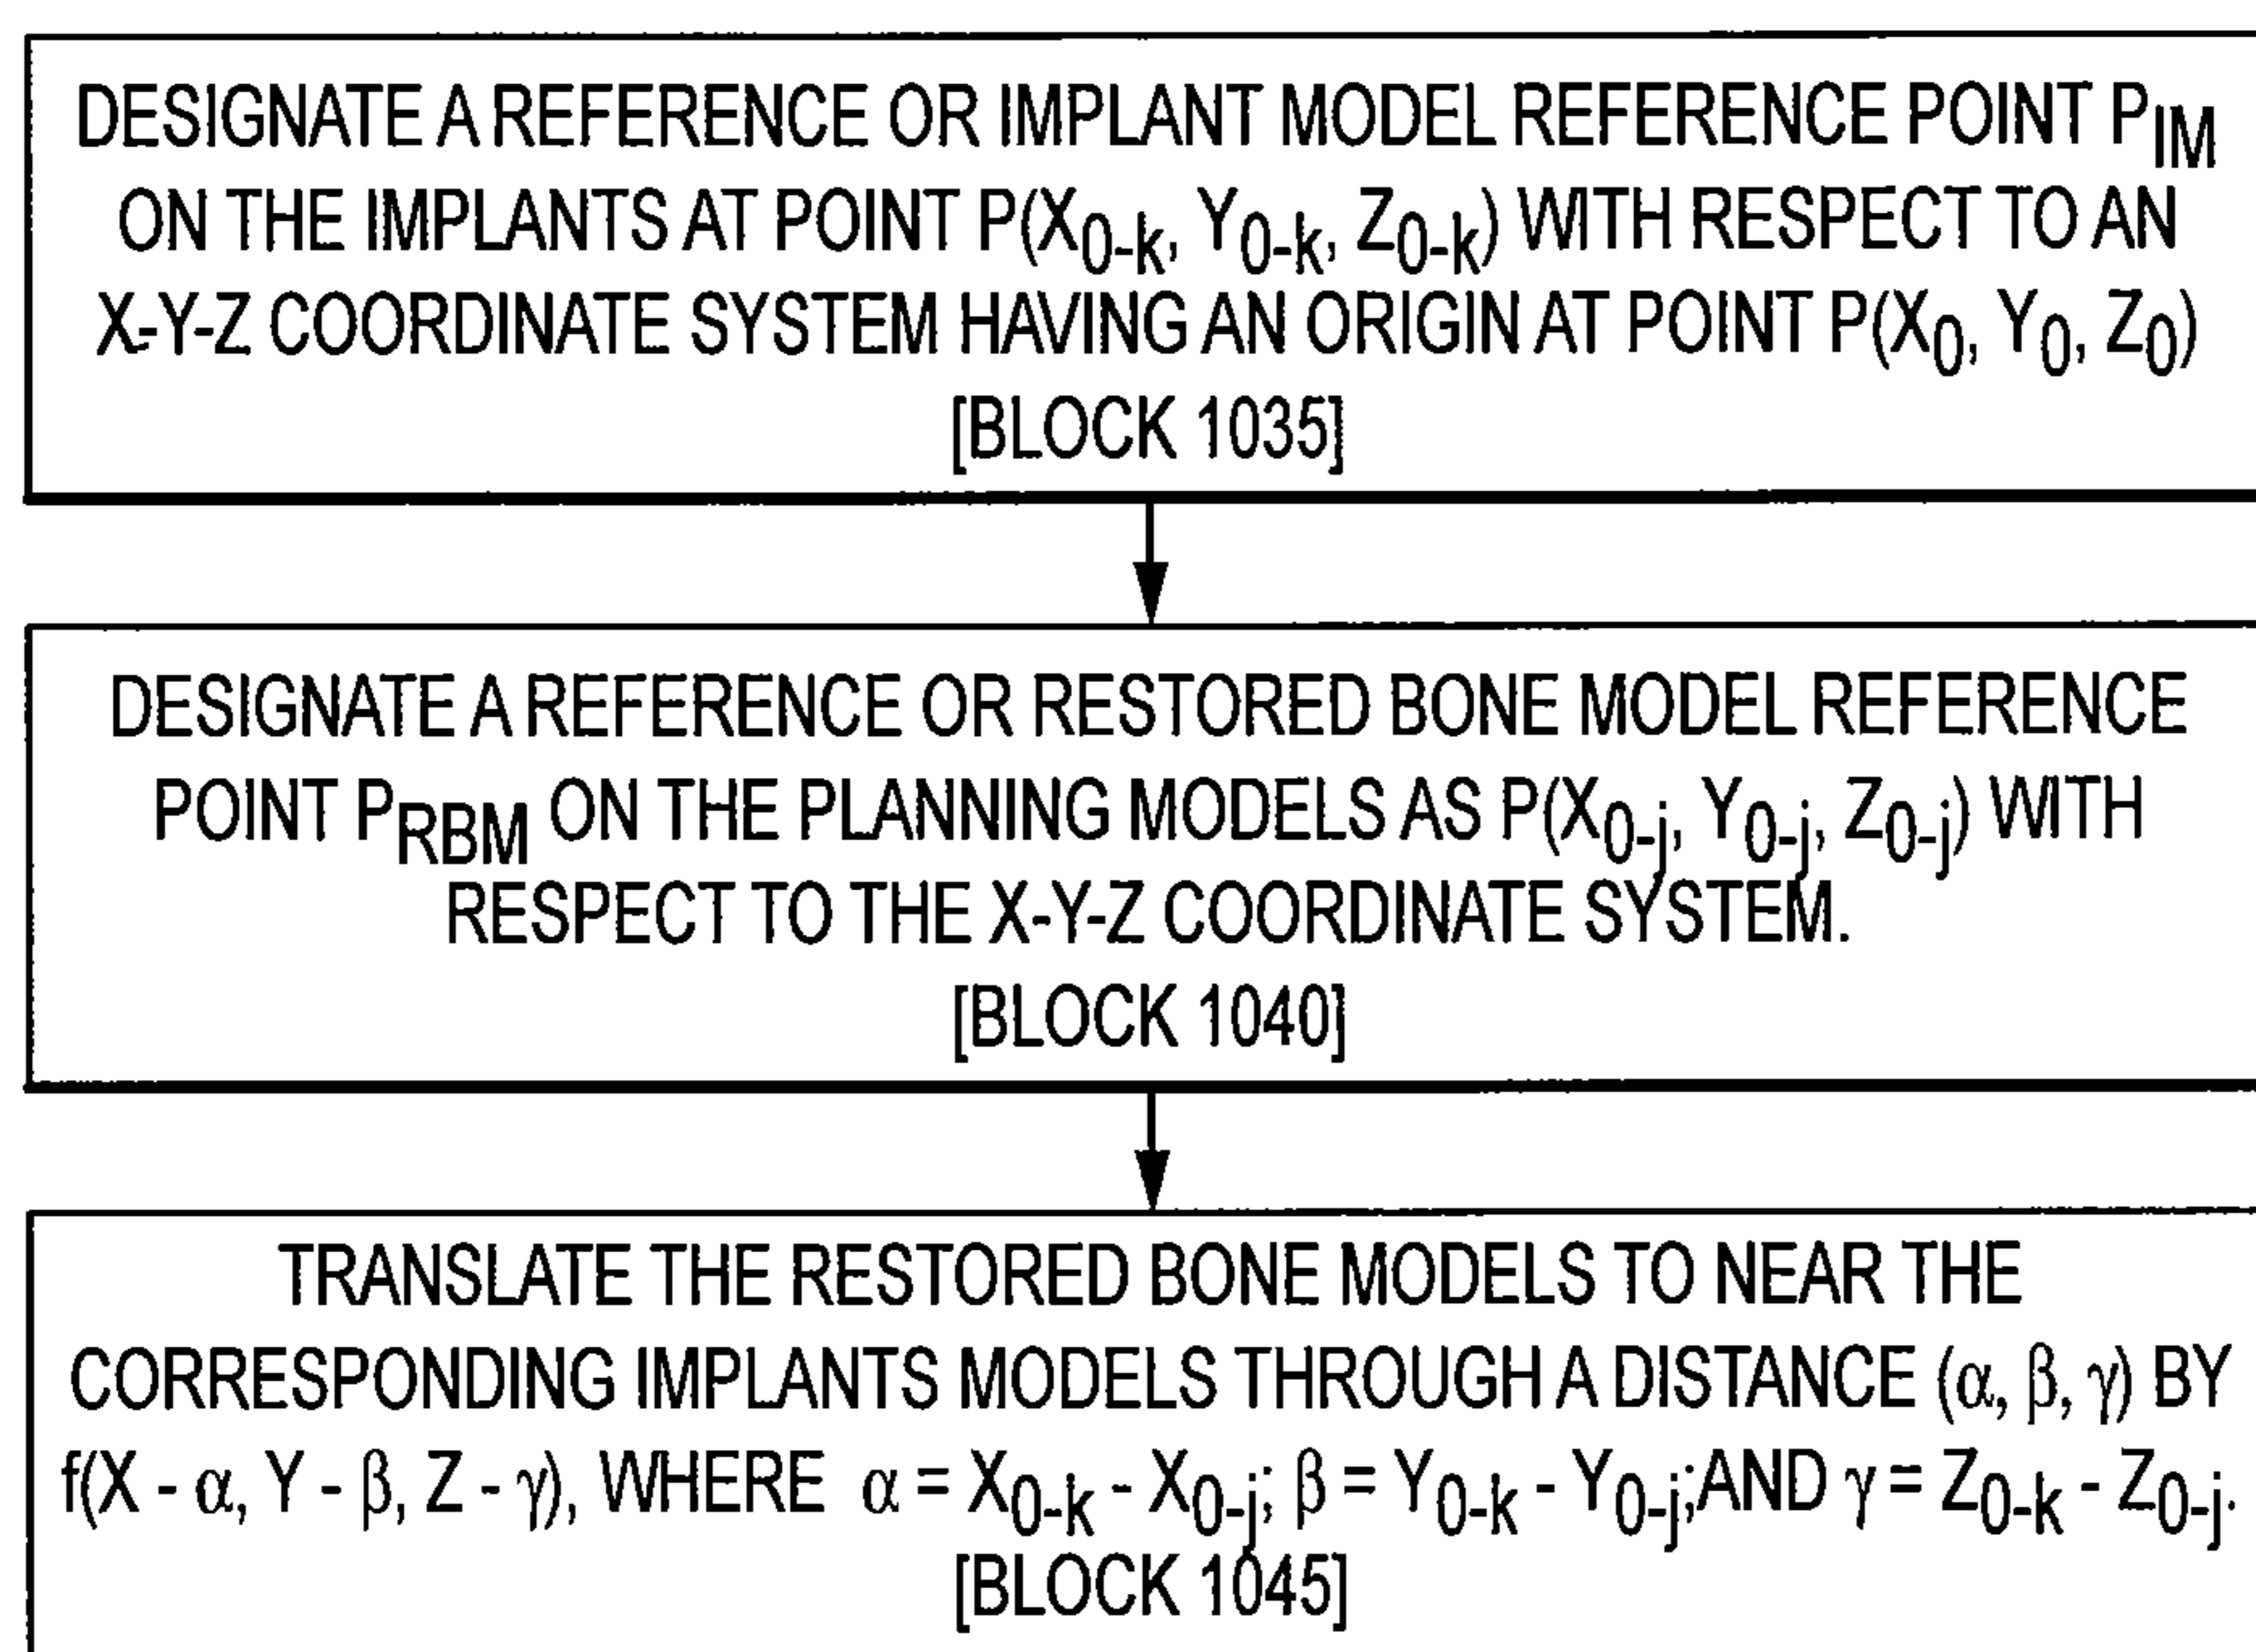 DESIGNATE A REFERENCE OR IMPLANT MODEL REFERENCE POINT P_IM
ON THE IMPLANTS AT POINT P(X_0-k, Y_0-k, Z_0-k) WITH RESPECT TO AN
X-Y-Z COORDINATE SYSTEM HAVING AN ORIGIN AT POINT P(X_0, Y_0, Z_0)
[BLOCK 1035]
DESIGNATE A REFERENCE OR RESTORED BONE MODEL REFERENCE
POINT P_RBM ON THE PLANNING MODELS AS P(X_0-j, Y_0-j, Z_0-j) WITH
RESPECT TO THE X-Y-Z COORDINATE SYSTEM.
[BLOCK 1040]
TRANSLATE THE RESTORED BONE MODELS TO NEAR THE
CORRESPONDING IMPLANTS MODELS THROUGH A DISTANCE (α, β, γ) BY
f(X - α, Y - β, Z - γ), WHERE α = X_0-k - X_0-j; β = Y_0-k - Y_0-j;AND γ = Z_0-k - Z_0-j.
[BLOCK 1045]